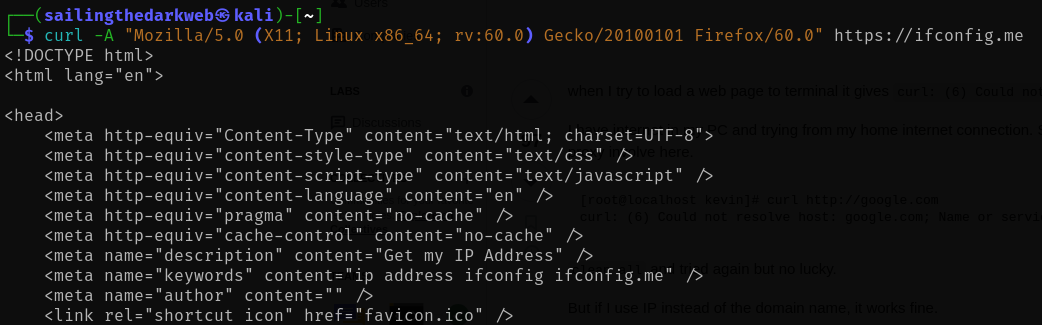 ┌──(sailingthedarkweb㉿kali)-[~]
└─$ curl -A "Mozilla/5.0 (X11; Linux x86_64; rv:60.0) Gecko/20100101 Firefox/60.0" https://ifconfig.me
<!DOCTYPE html>
<html lang="en">
<head>
<meta http-equiv="Content-Type" content="text/html; charset=UTF-8">
<meta http-equiv="content-style-type" content="text/css" />
<meta http-equiv="content-script-type" content="text/javascript" />
<meta http-equiv="content-language" content="en" />
<meta http-equiv="pragma" content="no-cache" />
<meta http-equiv="cache-control" content="no-cache" />
<meta name="description" content="Get my IP Address" />
<meta name="keywords" content="ip address ifconfig ifconfig.me" />
<meta name="author" content="" />
<link rel="shortcut icon" href="favicon.ico" />
Users
LABS
Discussions
when I try to load a web page to terminal it gives curl: (6) Could
PC and trying from my home internet connection.
here.
[root@localhost kevin]# curl http://google.com
curl: (6) Could not resolve host: google.com; Name or
again but no lucky.
But if I use IP instead of the domain name, it works fine.